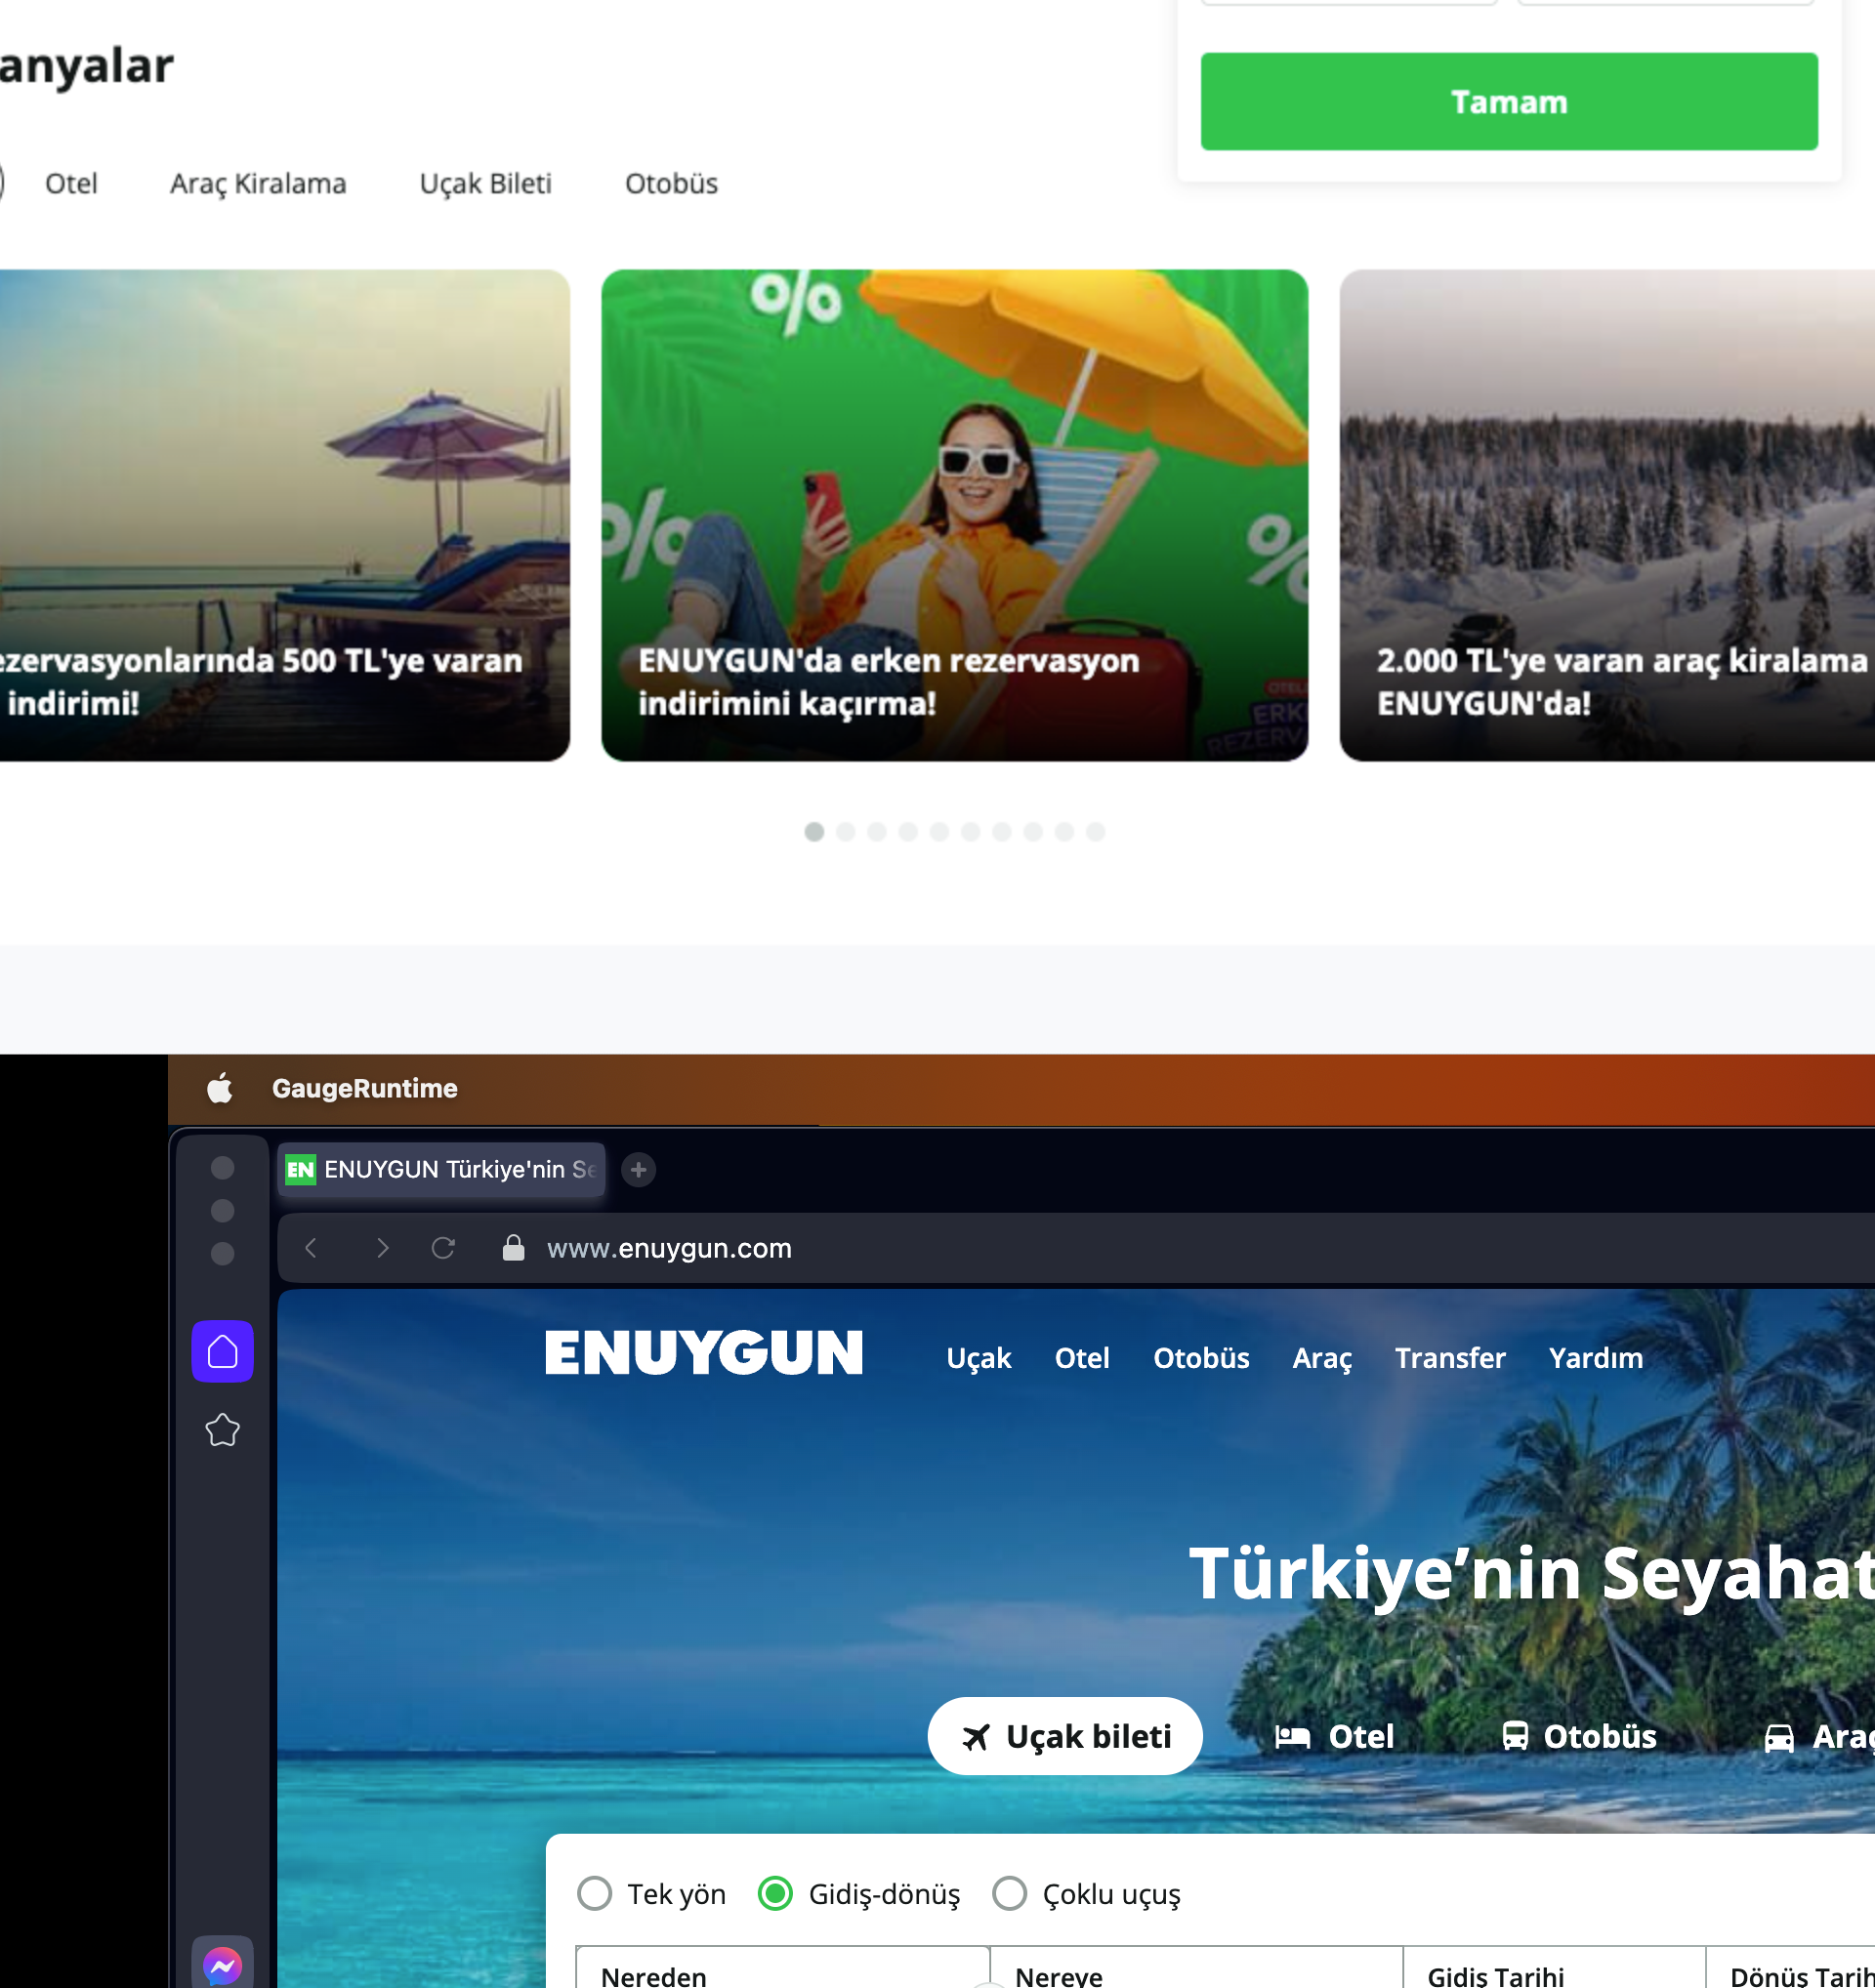 anyalar
Tamam
Otel Araç Kiralama Uçak Bileti Otobüs
%
%
%
ezervasyonlarında 500 TL'ye varan
indirimi!
ENUYGUN'da erken rezervasyon
indirimini kaçırma!
ERK
REZERV
2.000 TL'ye varan araç kiralama
ENUYGUN'da!
GaugeRuntime
EN ENUYGUN Türkiye'nin Se
www.enuygun.com
ENUYGUN Uçak Otel Otobüs Araç Transfer Yardım
Türkiye’nin Seyahat
Uçak bileti Otel Otobüs Araç
Tek yön Gidiş-dönüş Çoklu uçuş
Nereden Nereye Gidiş Tarihi Dönüş Tarih